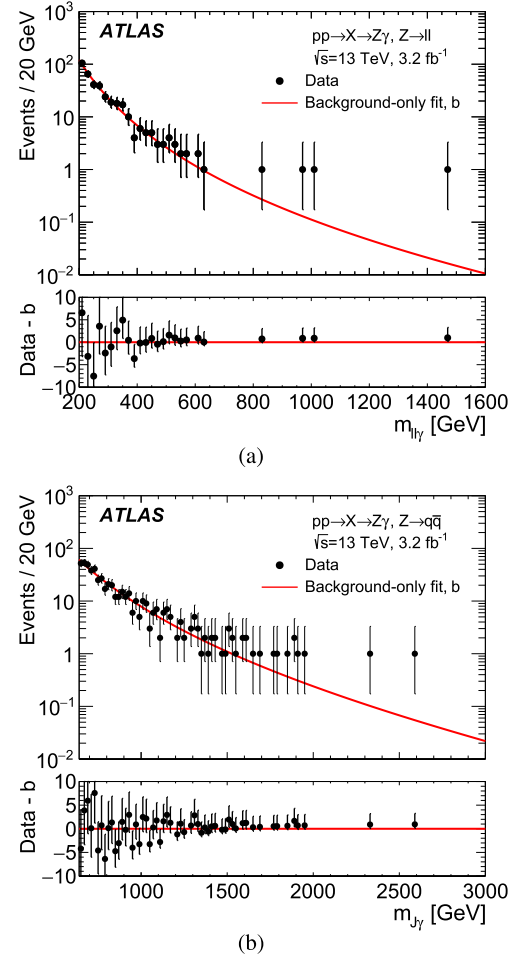 ATLAS
pp→X→Zγ, Z→ll
√s=13 TeV, 3.2 fb⁻¹
Data
Background-only fit, b
Events / 20 GeV
10³
10²
10
1
10⁻¹
10⁻²
Data - b
10
5
0
−5
−10
200 400 600 800 1000 1200 1400 1600
m_llγ [GeV]
(a)
ATLAS
pp→X→Zγ, Z→qq̄
√s=13 TeV, 3.2 fb⁻¹
Data
Background-only fit, b
Events / 20 GeV
10³
10²
10
1
10⁻¹
10⁻²
Data - b
10
5
0
−5
−10
1000 1500 2000 2500 3000
m_Jγ [GeV]
(b)